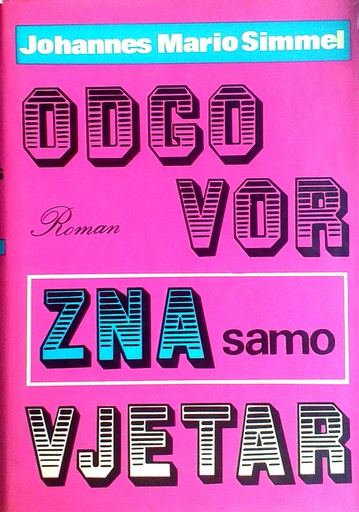 Johannes Mario Simmel
ODGO
VOR
Roman
ZNA samo
VJETAR